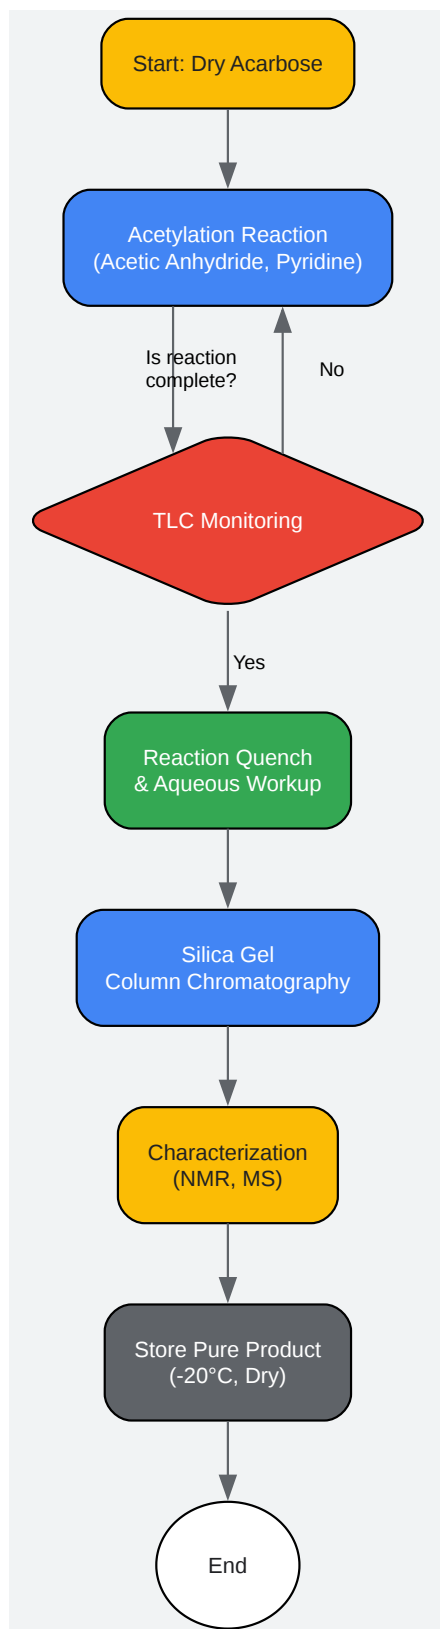 Start: Dry Acarbose
Acetylation Reaction
(Acetic Anhydride, Pyridine)
Is reaction
complete?
No
TLC Monitoring
Yes
Reaction Quench
& Aqueous Workup
Silica Gel
Column Chromatography
Characterization
(NMR, MS)
Store Pure Product
(-20°C, Dry)
End